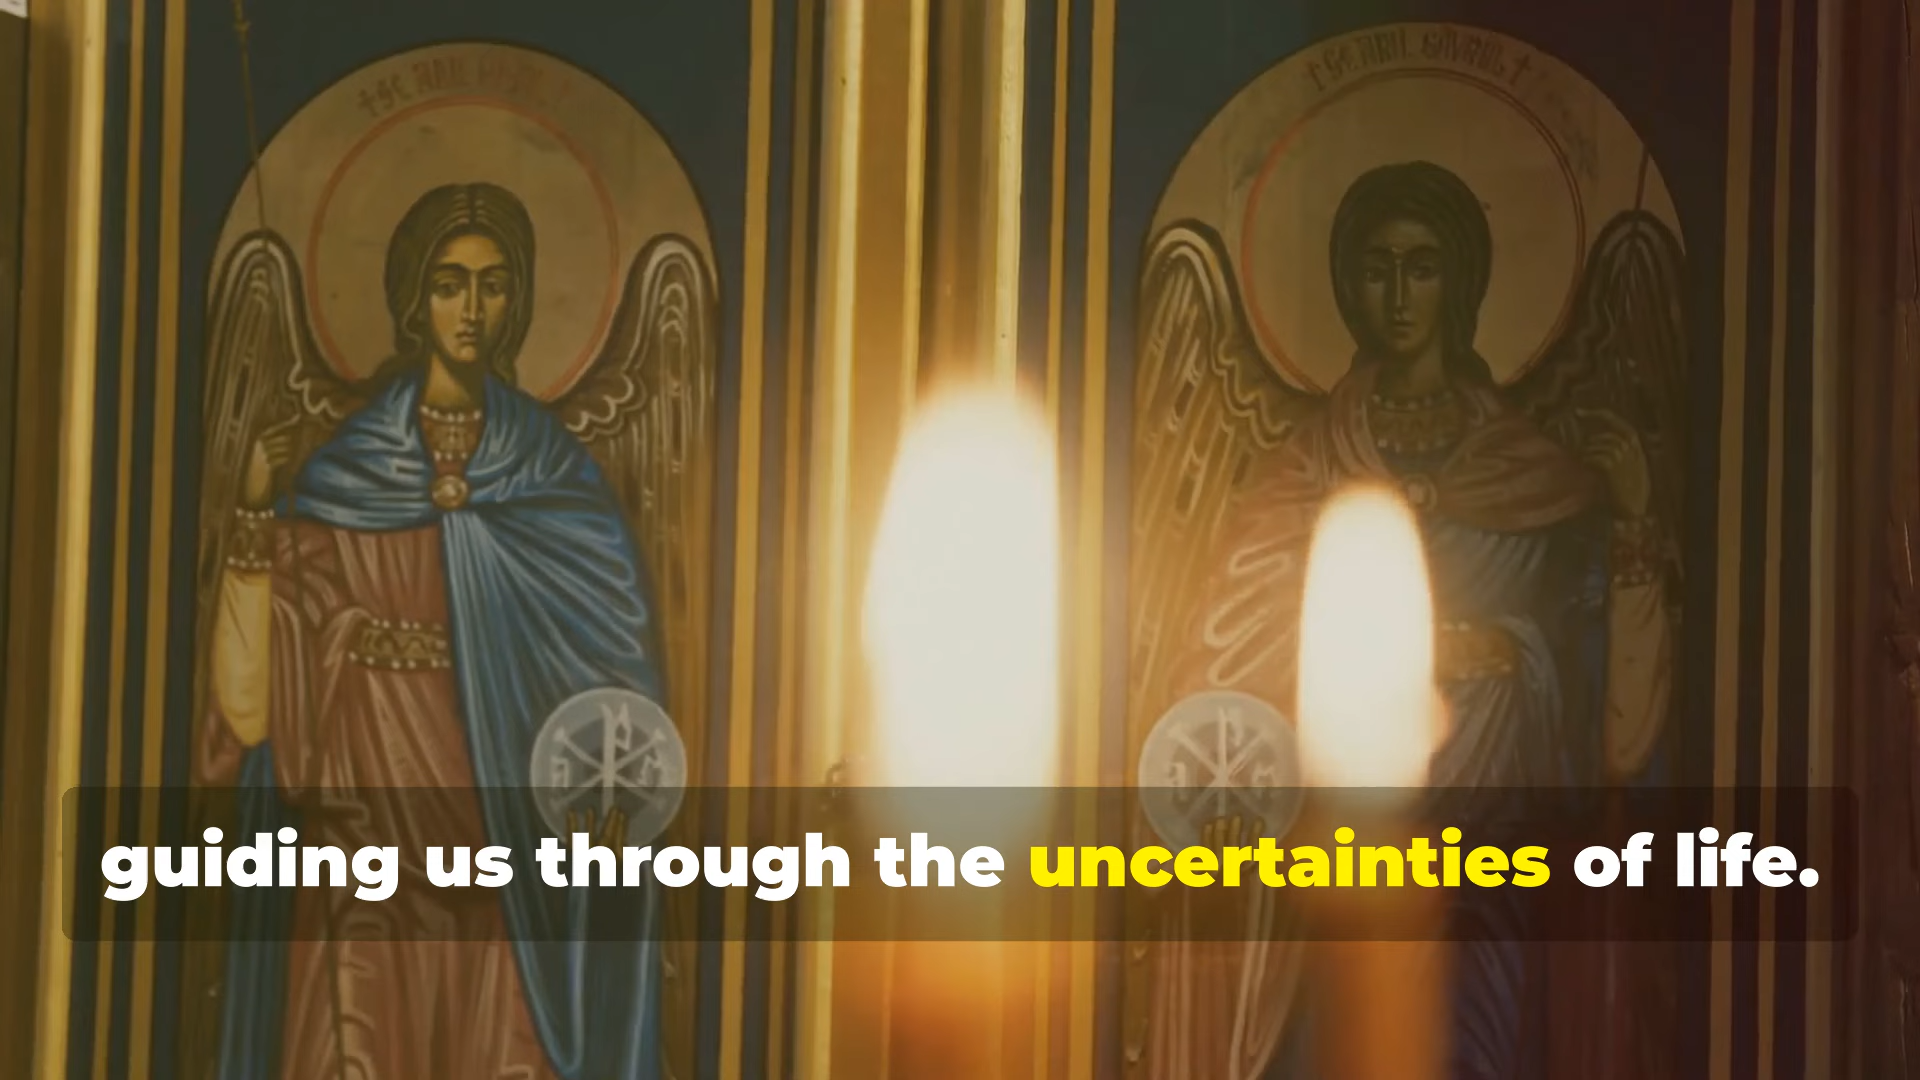 guiding us through the uncertainties of life.